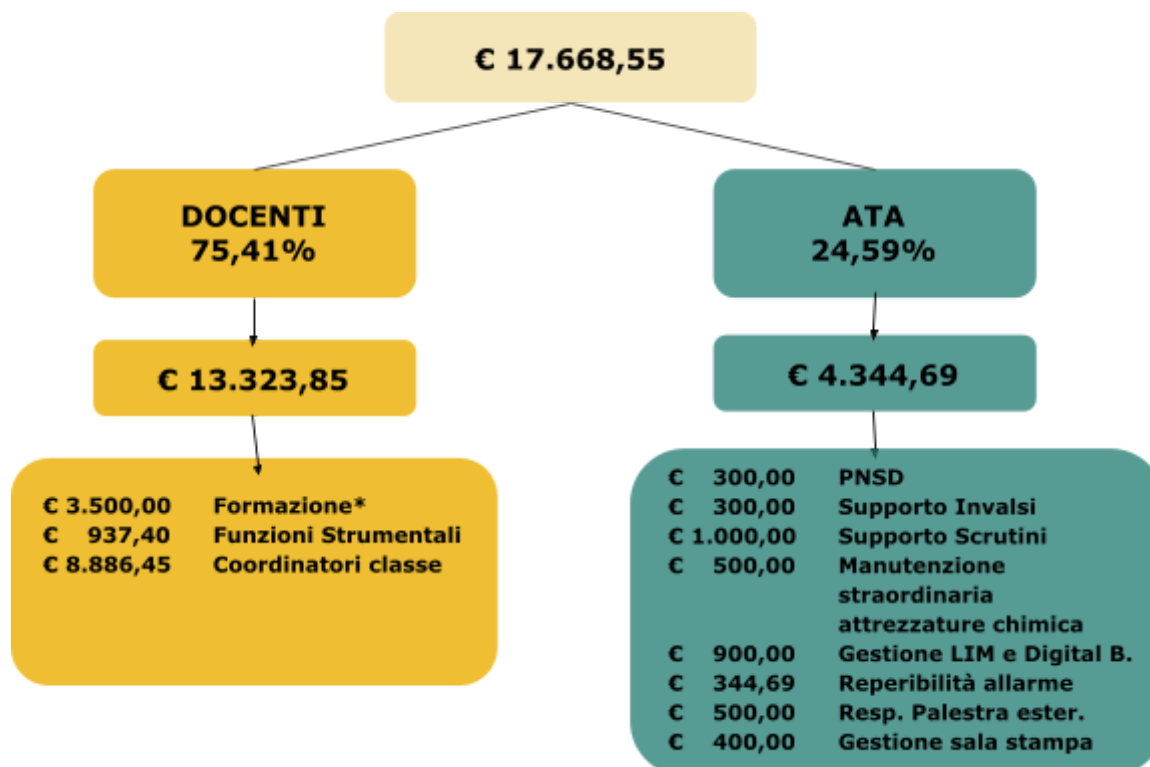 € 17.668,55
DOCENTI
75,41%
€ 13.323,85
€ 3.500,00 Formazione*
€ 937,40 Funzioni Strumentali
€ 8.886,45 Coordinatori classe
ATA
24,59%
€ 4.344,69
€ 300,00 PNSD
€ 300,00 Supporto Invalsi
€ 1.000,00 Supporto Scrutini
€ 500,00 Manutenzione
straordinaria
attrezzature chimica
€ 900,00 Gestione LIM e Digital B.
€ 344,69 Reperibilità allarme
€ 500,00 Resp. Palestra ester.
€ 400,00 Gestione sala stampa